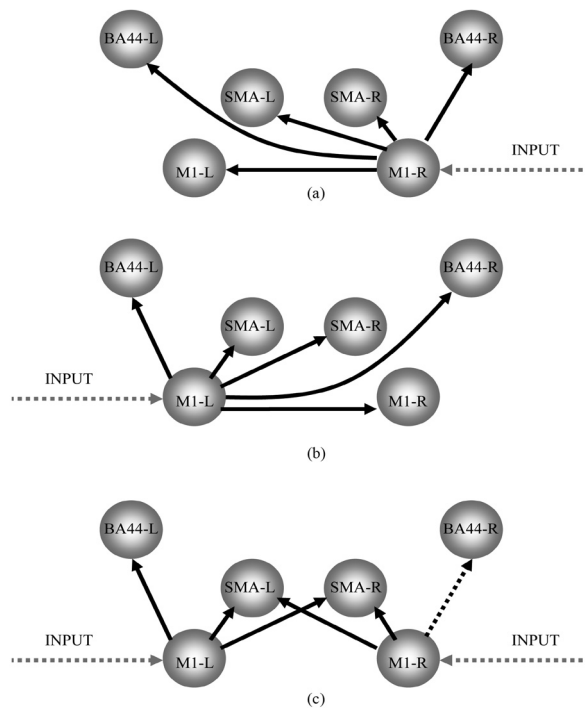 BA44-L BA44-R
SMA-L SMA-R
INPUT
M1-L M1-R
(a)
BA44-L BA44-R
SMA-L SMA-R
INPUT
M1-L M1-R
(b)
BA44-L BA44-R
SMA-L SMA-R
INPUT INPUT
M1-L M1-R
(c)